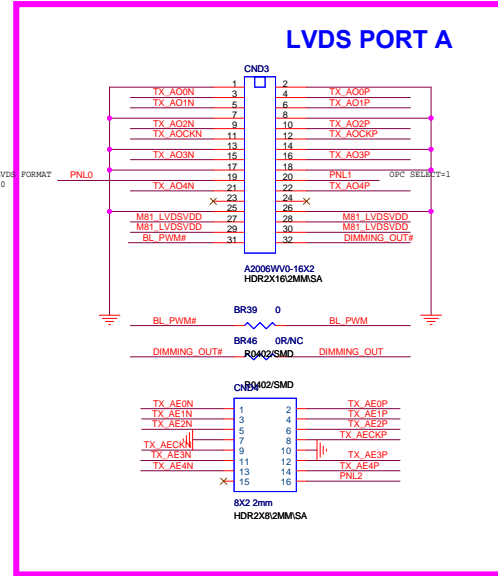 LVDS PORT A
CND3
1 2
TX_AO0N 3 4 TX_AO0P
TX_AO1N 5 6 TX_AO1P
7 8
TX_AO2N 9 10 TX_AO2P
TX_AOCKN 11 12 TX_AOCKP
13 14
TX_AO3N 15 16 TX_AO3P
17 18
VDS FORMAT PNL0 19 20 PNL1 OPC SELECT=1
0
TX_AO4N 21 22 TX_AO4P
23 24
25 26
M81_LVDSVDD 27 28 M81_LVDSVDD
M81_LVDSVDD 29 30 M81_LVDSVDD
BL_PWM# 31 32 DIMMING_OUT#
A2006WV0-16X2
HDR2X16\2MM\SA
BR39 0
BL_PWM# BL_PWM
BR46 0R/NC
DIMMING_OUT# R0402/SMD DIMMING_OUT
R0402/SMD
CND4
TX_AE0N 1 2 TX_AE0P
TX_AE1N 3 4 TX_AE1P
TX_AE2N 5 6 TX_AE2P
7 8 TX_AECKP
TX_AECKN 9 10
TX_AE3N 11 12 TX_AE3P
TX_AE4N 13 14 TX_AE4P
15 16 PNL2
8X2 2mm
HDR2X8\2MM\SA